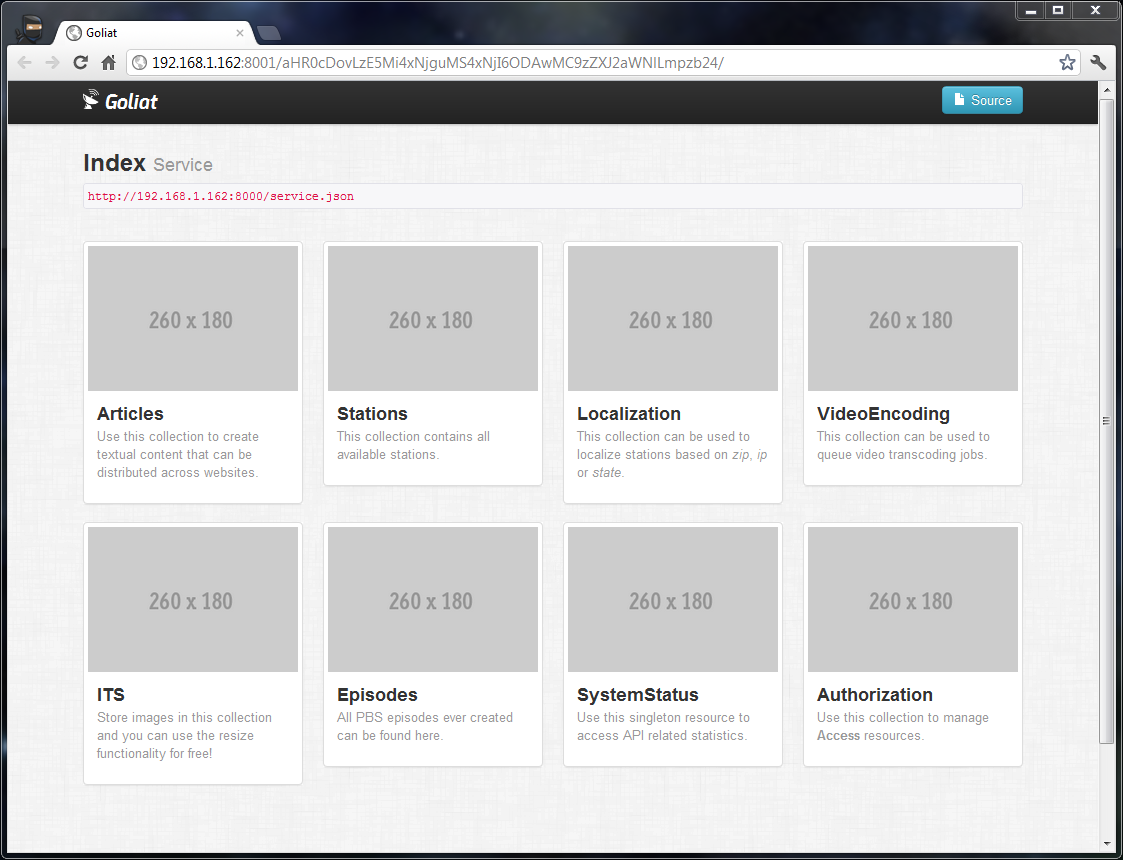 Goliat
192.168.1.162:8001/aHR0cDovLzE5Mi4xNjguMS4xNjI6ODAwMC9zZXJ2aWNlLmpzb24/
Goliat
Source
Index Service
http://192.168.1.162:8000/service.json
260 x 180
260 x 180
260 x 180
260 x 180
Articles
Use this collection to create
textual content that can be
distributed across websites.
Stations
This collection contains all
available stations.
Localization
This collection can be used to
localize stations based on zip, ip
or state.
VideoEncoding
This collection can be used to
queue video transcoding jobs.
260 x 180
260 x 180
260 x 180
260 x 180
ITS
Store images in this collection
and you can use the resize
functionality for free!
Episodes
All PBS episodes ever created
can be found here.
SystemStatus
Use this singleton resource to
access API related statistics.
Authorization
Use this collection to manage
Access resources.